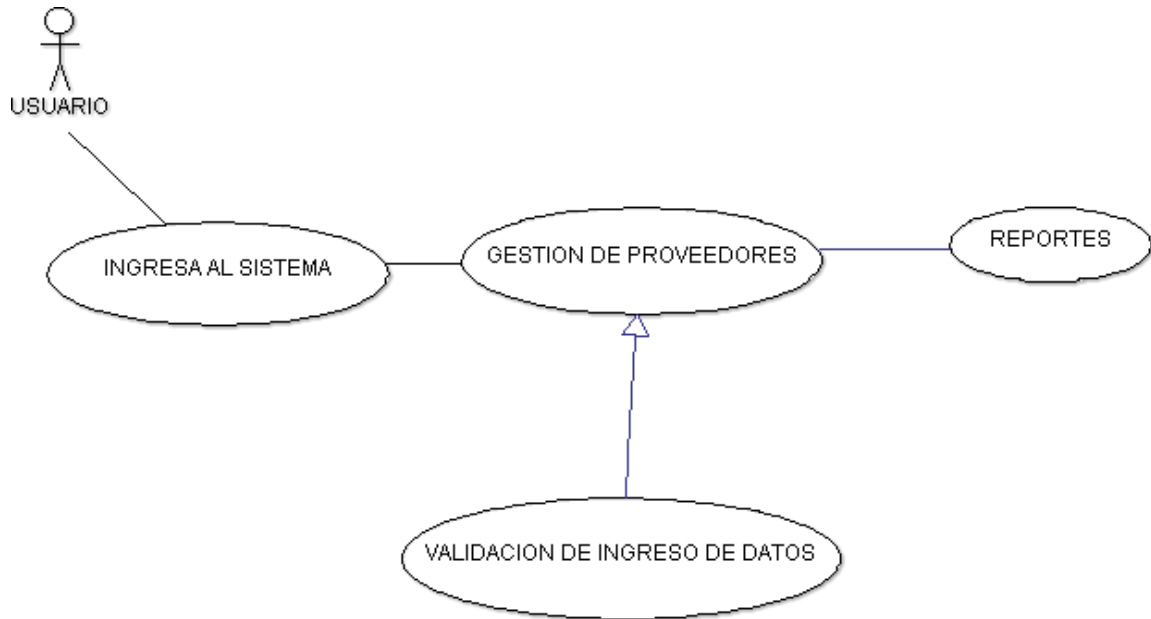 USUARIO
INGRESA AL SISTEMA
GESTION DE PROVEEDORES
REPORTES
VALIDACION DE INGRESO DE DATOS